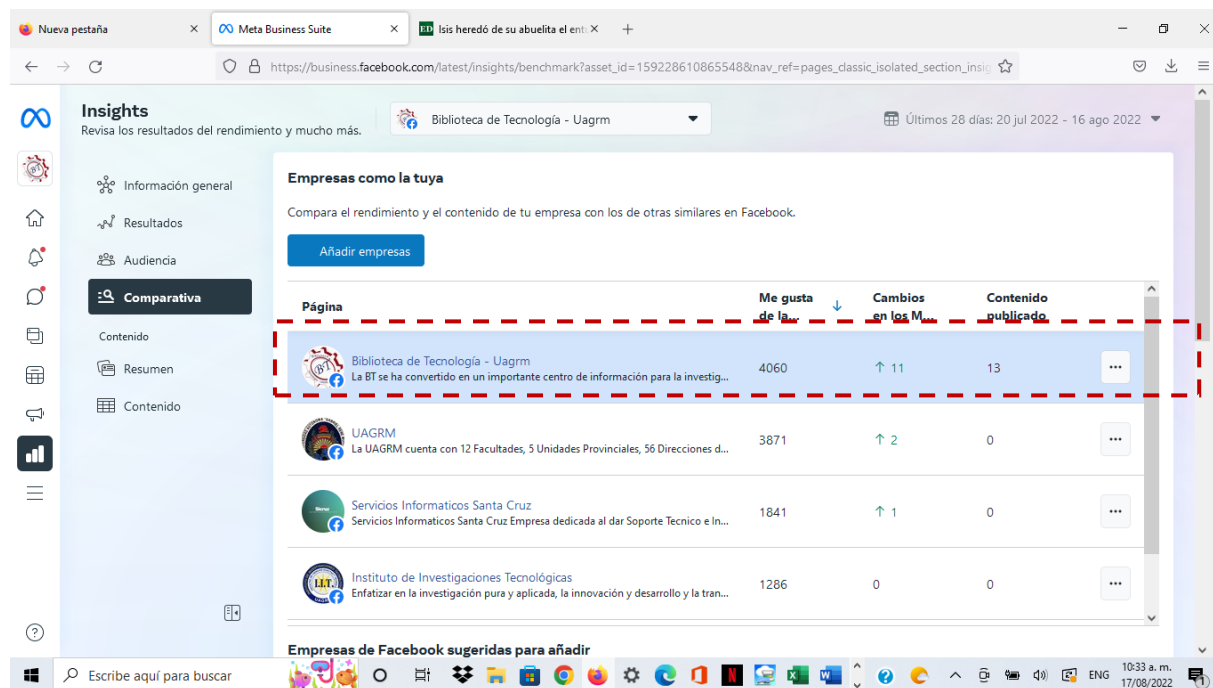 Nueva pestaña
Meta Business Suite
ED Isis heredó de su abuelita el ent
https://business.facebook.com/latest/insights/benchmark?asset_id=159228610865548&nav_ref=pages_classic_isolated_section_insig
Insights
Revisa los resultados del rendimiento y mucho más.
Biblioteca de Tecnología - Uagrm
Últimos 28 días: 20 jul 2022 - 16 ago 2022
Información general
Resultados
Audiencia
Comparativa
Contenido
Resumen
Contenido
Empresas como la tuya
Compara el rendimiento y el contenido de tu empresa con los de otras similares en Facebook.
Añadir empresas
Página
Me gusta de la...
Cambios en los M...
Contenido publicado
BT
Biblioteca de Tecnología - Uagrm
La BT se ha convertido en un importante centro de información para la investig...
4060
11
13
UAGRM
La UAGRM cuenta con 12 Facultades, 5 Unidades Provinciales, 56 Direcciones d...
3871
2
0
Servicios Informaticos Santa Cruz
Servicios Informaticos Santa Cruz Empresa dedicada al dar Soporte Tecnico e In...
1841
1
0
I.I.T.
Instituto de Investigaciones Tecnológicas
Enfatizar en la investigación pura y aplicada, la innovación y desarrollo y la tran...
1286
0
0
Empresas de Facebook sugeridas para añadir
Escribe aquí para buscar
ENG
10:33 a. m.
17/08/2022